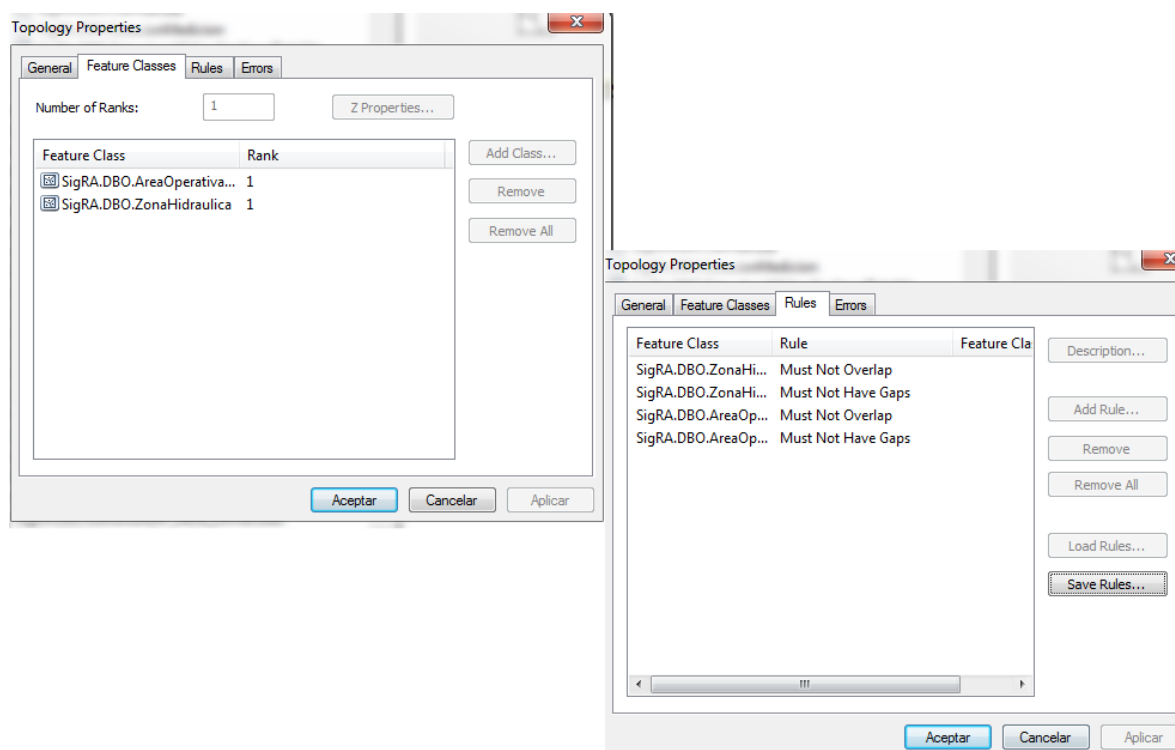 Topology Properties
General Feature Classes Rules Errors
Number of Ranks: 1 Z Properties...
Feature Class Rank
SigRA.DBO.AreaOperativa... 1
SigRA.DBO.ZonaHidraulica 1
Add Class...
Remove
Remove All
Aceptar Cancelar Aplicar
Topology Properties
General Feature Classes Rules Errors
Feature Class Rule Feature Cla
SigRA.DBO.ZonaHi... Must Not Overlap
SigRA.DBO.ZonaHi... Must Not Have Gaps
SigRA.DBO.AreaOp... Must Not Overlap
SigRA.DBO.AreaOp... Must Not Have Gaps
Description...
Add Rule...
Remove
Remove All
Load Rules...
Save Rules...
Aceptar Cancelar Aplicar